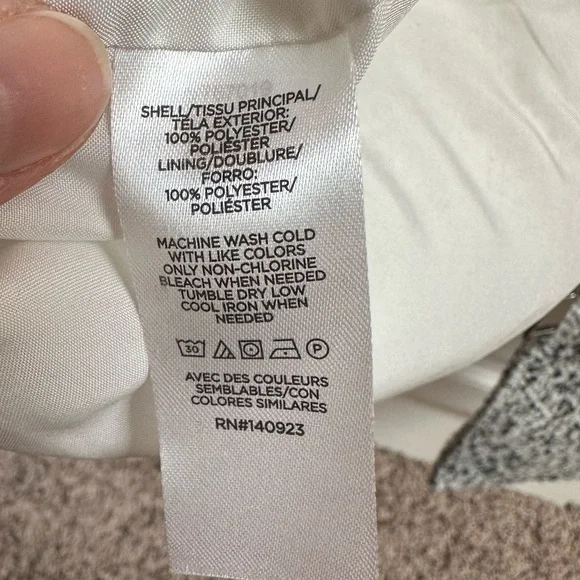 SHELL/TISSU PRINCIPAL/
TELA EXTERIOR:
100% POLYESTER/
POLIÉSTER
LINING/DOUBLURE/
FORRO:
100% POLYESTER/
POLIÉSTER
MACHINE WASH COLD
WITH LIKE COLORS
ONLY NON-CHLORINE
BLEACH WHEN NEEDED
TUMBLE DRY LOW
COOL IRON WHEN
NEEDED
30 P
AVEC DES COULEURS
SEMBLABLES/CON
COLORES SIMILARES
RN#140923